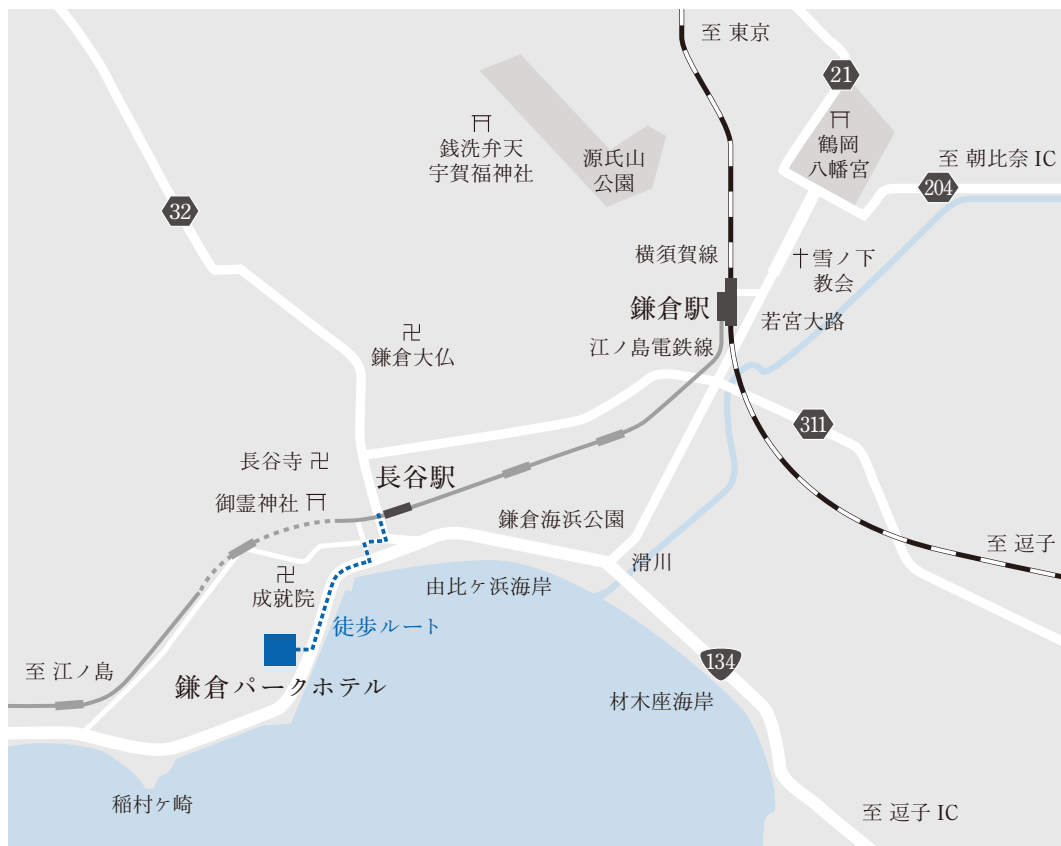 至 東京
21
銭洗弁天
宇賀福神社
源氏山
公園
鶴岡
八幡宮
至 朝比奈 IC
204
32
横須賀線
雪ノ下
教会
鎌倉駅
若宮大路
鎌倉大仏
江ノ島電鉄線
311
長谷寺
長谷駅
御霊神社
鎌倉海浜公園
至 逗子
滑川
由比ケ浜海岸
成就院
徒歩ルート
134
至 江ノ島
鎌倉パークホテル
材木座海岸
稲村ケ崎
至 逗子 IC